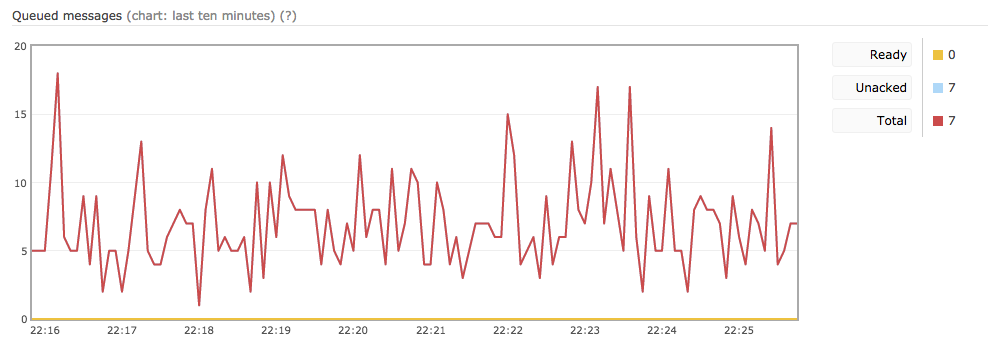 Queued messages (chart: last ten minutes) (?)
20
15
10
5
0
22:16 22:17 22:18 22:19 22:20 22:21 22:22 22:23 22:24 22:25
Ready 0
Unacked 7
Total 7